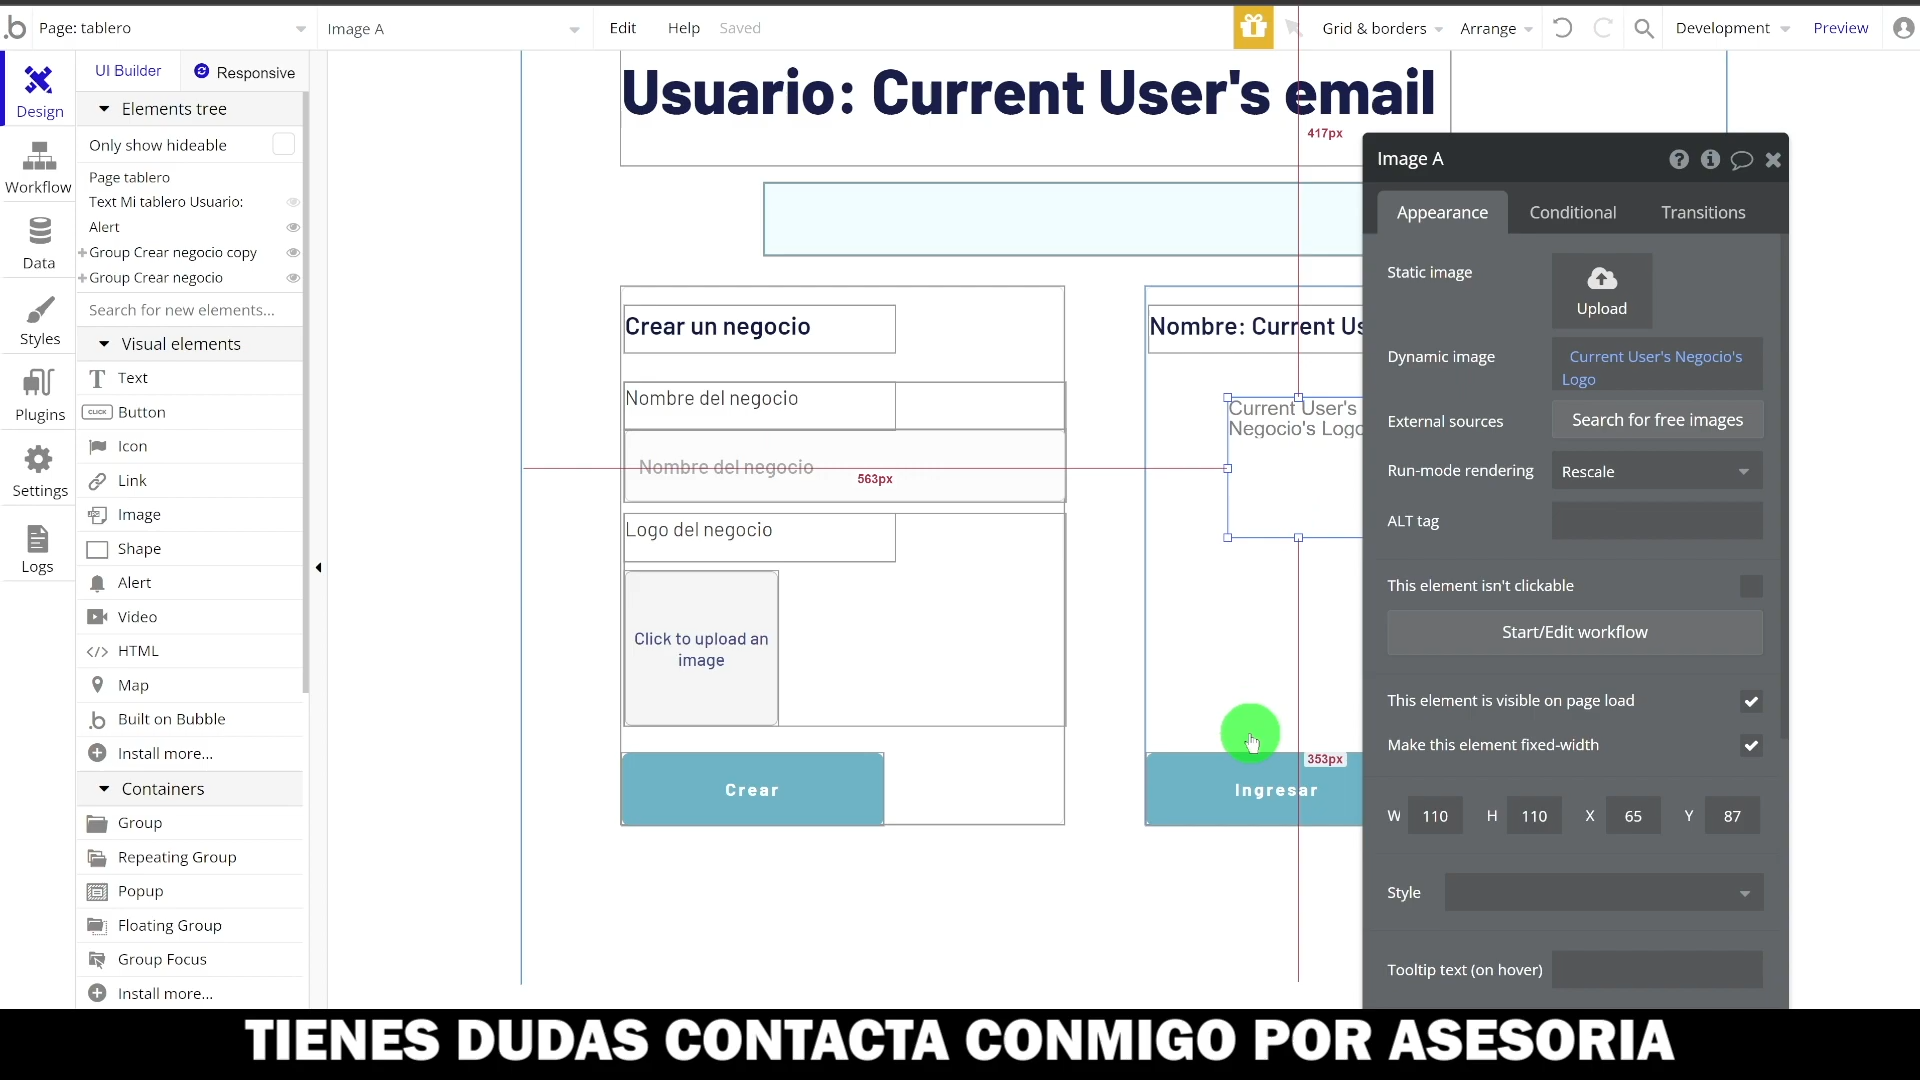 Page: tablero
Image A
Edit
Help
Saved
Grid & borders
Arrange
Development
Preview
UI Builder
Responsive
Design
Workflow
Data
Styles
Plugins
Settings
Logs
Elements tree
Only show hideable
Page tablero
Text Mi tablero Usuario:
Alert
Group Crear negocio copy
Group Crear negocio
Search for new elements...
Visual elements
Text
CLICK
Button
Icon
Link
Image
Shape
Alert
Video
HTML
Map
Built on Bubble
Install more...
Containers
Group
Repeating Group
Popup
Floating Group
Group Focus
Install more...
Usuario: Current User's email
417px
Crear un negocio
Nombre del negocio
Nombre del negocio
563px
Logo del negocio
Click to upload an
image
Crear
Nombre: Current Us
Current User's
Negocio's Logo
353px
Ingresar
Image A
Appearance
Conditional
Transitions
Static image
Upload
Dynamic image
Current User's Negocio's
Logo
External sources
Search for free images
Run-mode rendering
Rescale
ALT tag
This element isn't clickable
Start/Edit workflow
This element is visible on page load
Make this element fixed-width
W 110 H 110 X 65 Y 87
Style
Tooltip text (on hover)
TIENES DUDAS CONTACTA CONMIGO POR ASESORIA